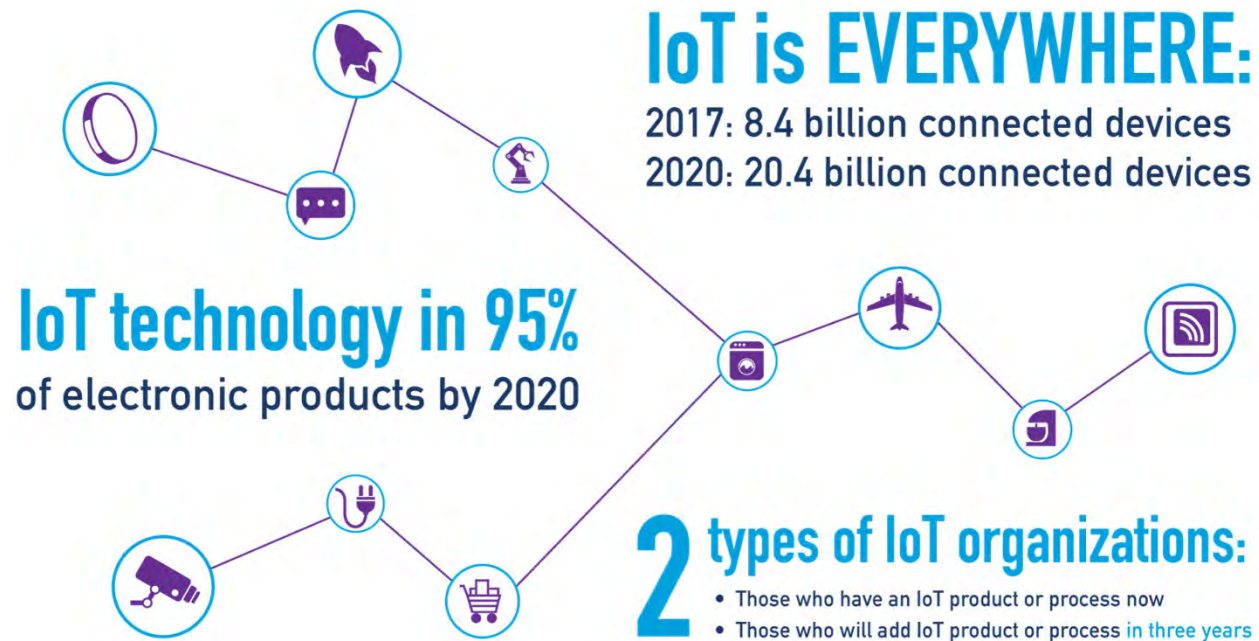 IoT is EVERYWHERE:
2017: 8.4 billion connected devices
2020: 20.4 billion connected devices
IoT technology in 95%
of electronic products by 2020
2 types of IoT organizations:
• Those who have an IoT product or process now
• Those who will add IoT product or process in three years